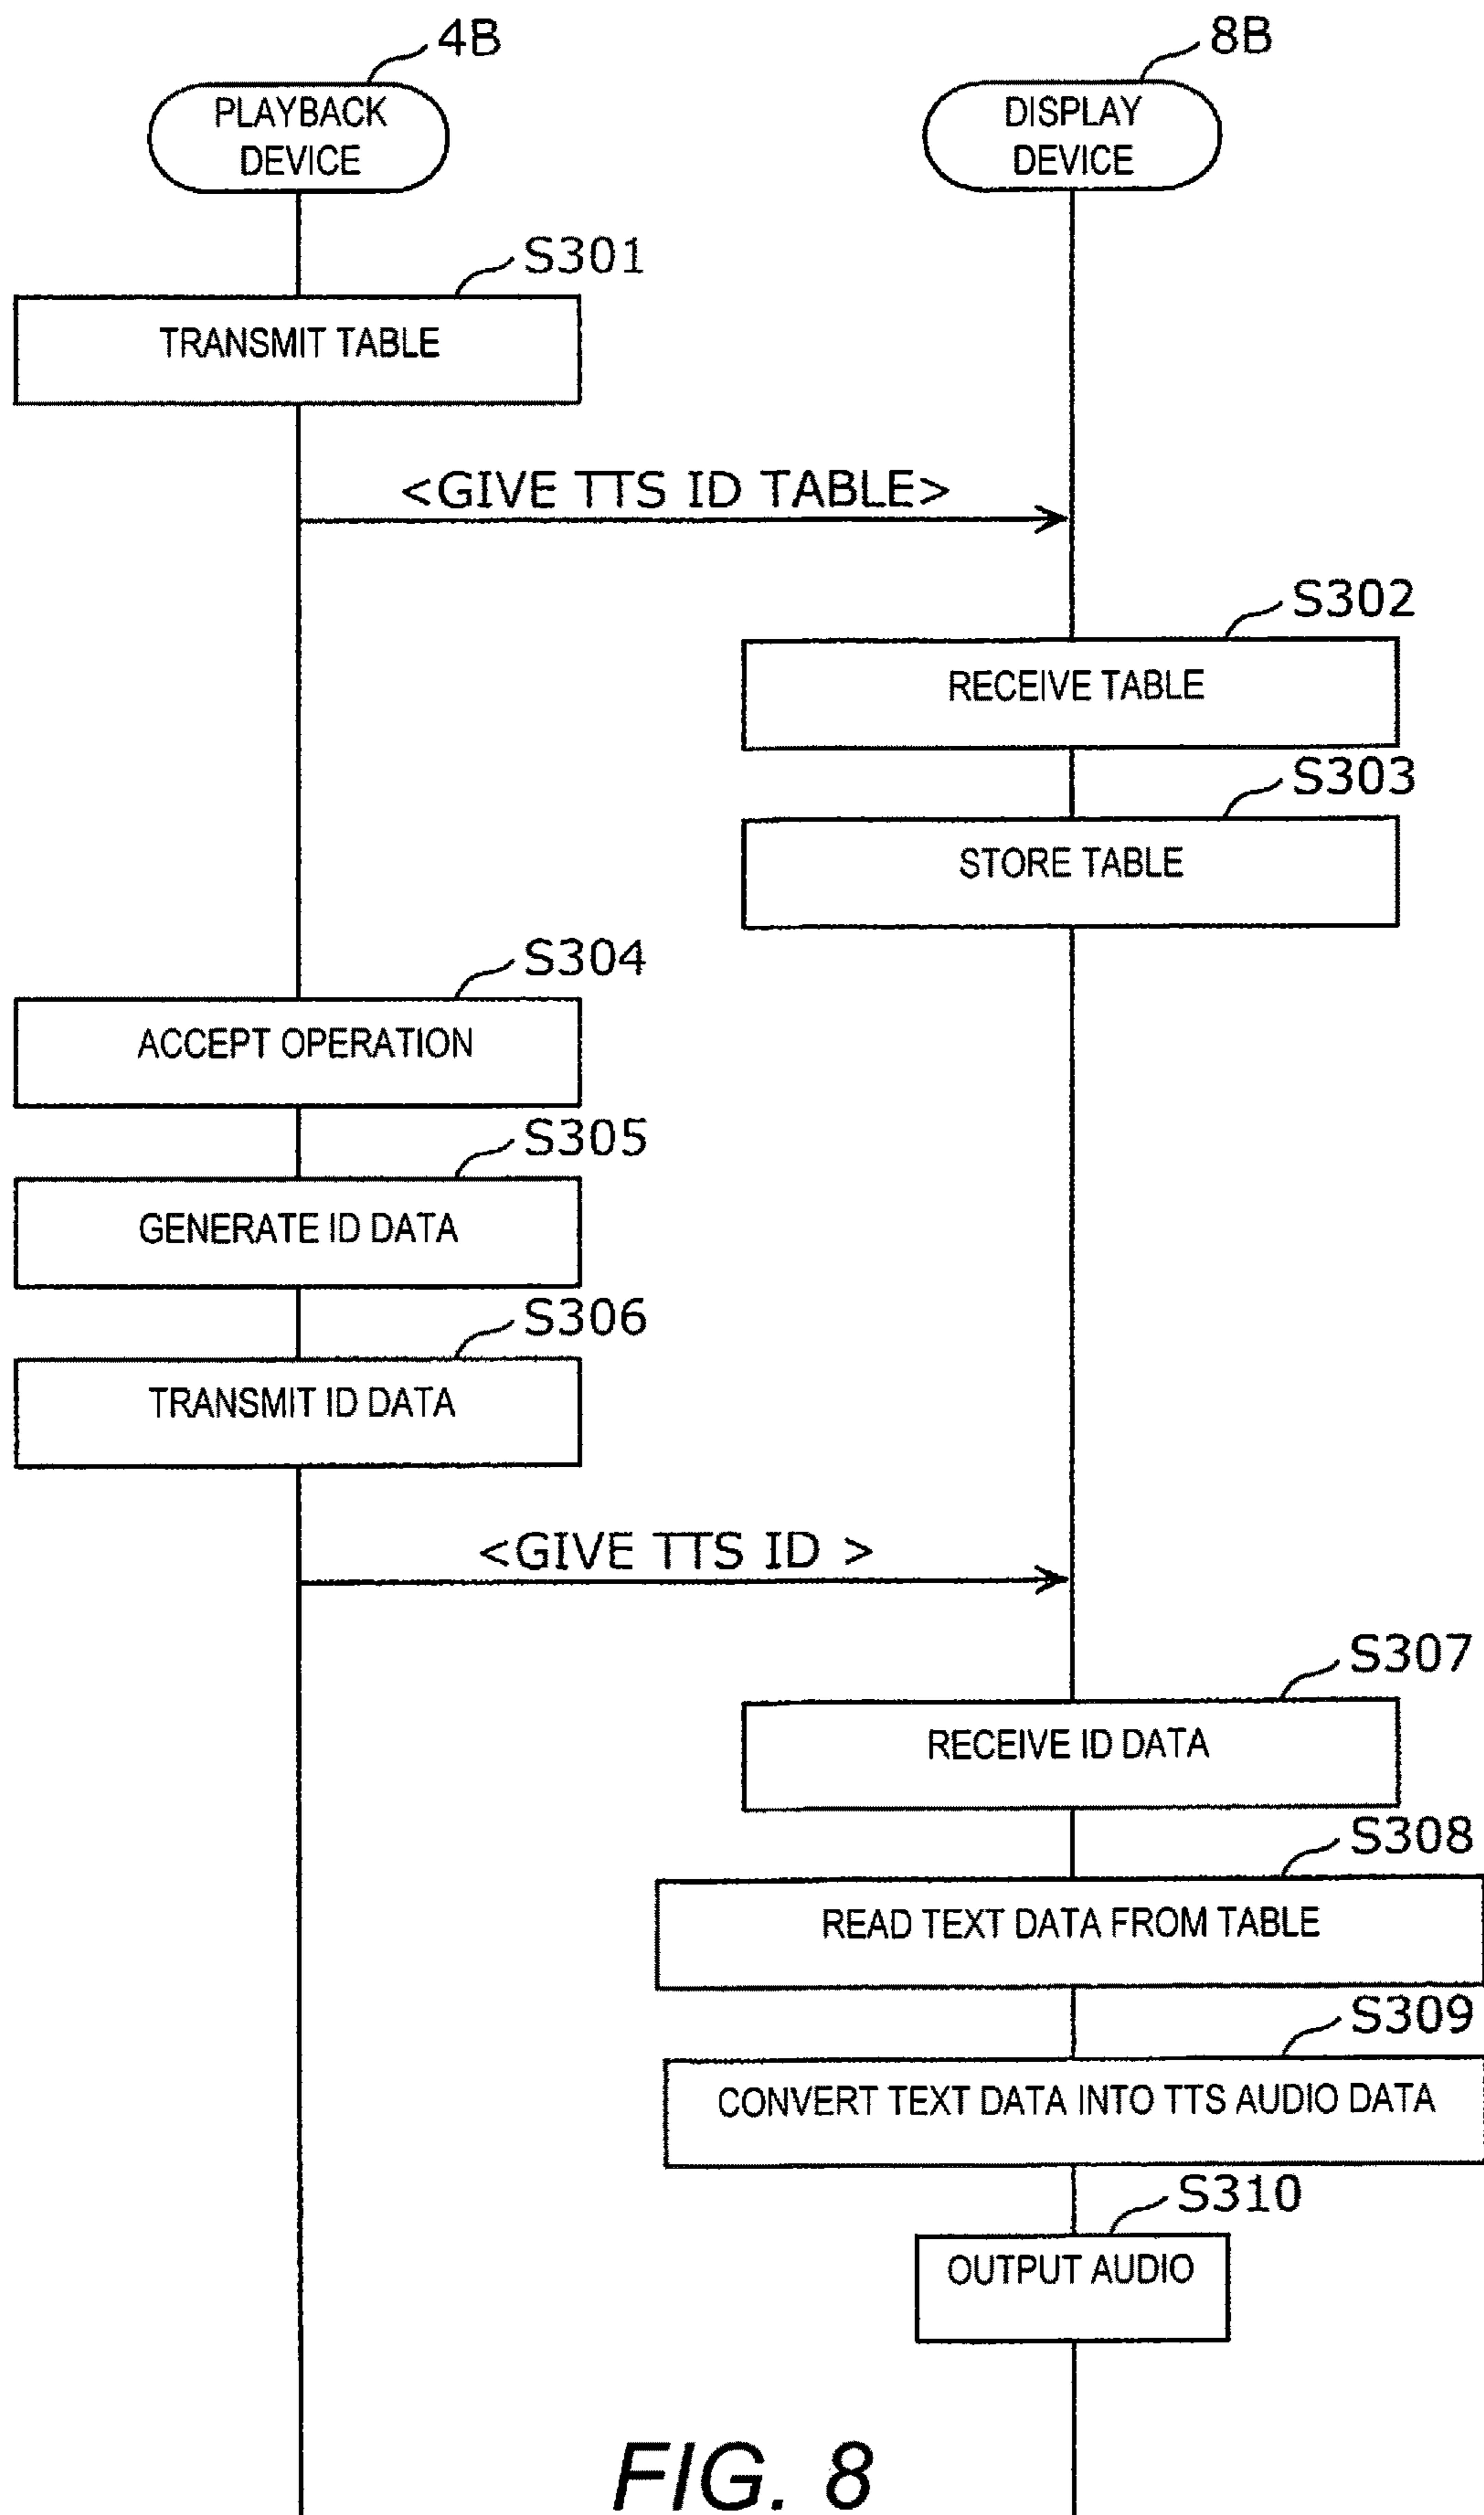 4B
8B
PLAYBACK
DEVICE
DISPLAY
DEVICE
S301
TRANSMIT TABLE
<GIVE TTS ID TABLE>
S302
RECEIVE TABLE
S303
STORE TABLE
S304
ACCEPT OPERATION
S305
GENERATE ID DATA
S306
TRANSMIT ID DATA
<GIVE TTS ID >
S307
RECEIVE ID DATA
S308
READ TEXT DATA FROM TABLE
S309
CONVERT TEXT DATA INTO TTS AUDIO DATA
S310
OUTPUT AUDIO
FIG. 8